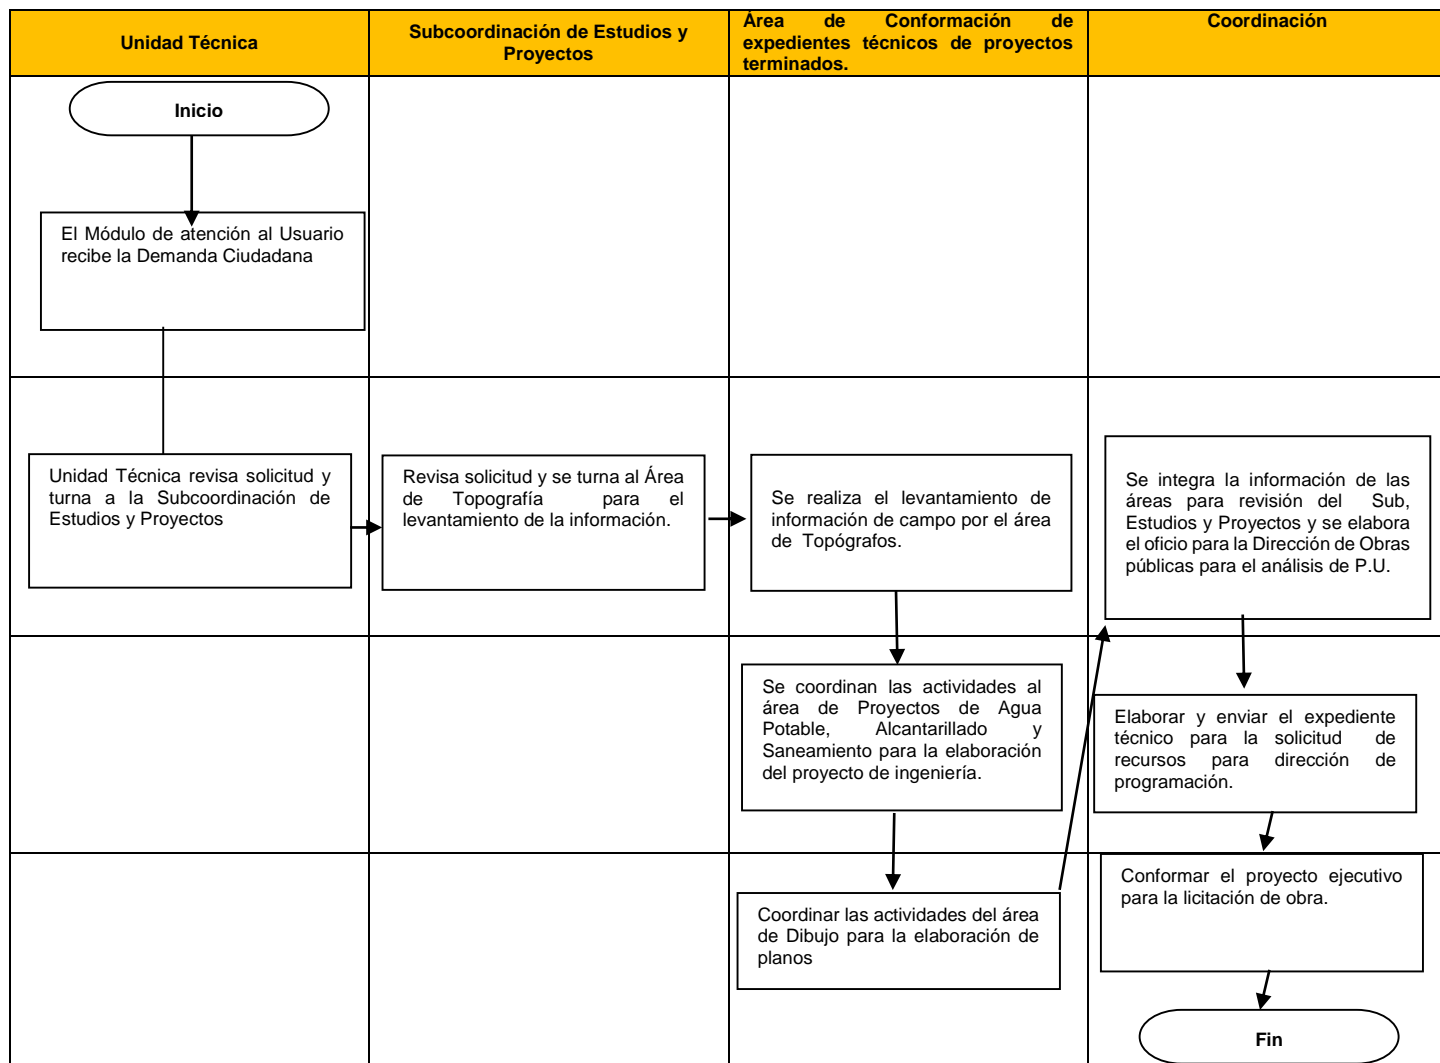 Unidad Técnica
Subcoordinación de Estudios y
Proyectos
Área de Conformación de
expedientes técnicos de proyectos
terminados.
Coordinación
Inicio
El Módulo de atención al Usuario
recibe la Demanda Ciudadana
Unidad Técnica revisa solicitud y
turna a la Subcoordinación de
Estudios y Proyectos
Revisa solicitud y se turna al Área
de Topografía para el
levantamiento de la información.
Se realiza el levantamiento de
información de campo por el área
de Topógrafos.
Se integra la información de las
áreas para revisión del Sub,
Estudios y Proyectos y se elabora
el oficio para la Dirección de Obras
públicas para el análisis de P.U.
Se coordinan las actividades al
área de Proyectos de Agua
Potable, Alcantarillado y
Saneamiento para la elaboración
del proyecto de ingeniería.
Elaborar y enviar el expediente
técnico para la solicitud de
recursos para dirección de
programación.
Coordinar las actividades del área
de Dibujo para la elaboración de
planos
Conformar el proyecto ejecutivo
para la licitación de obra.
Fin